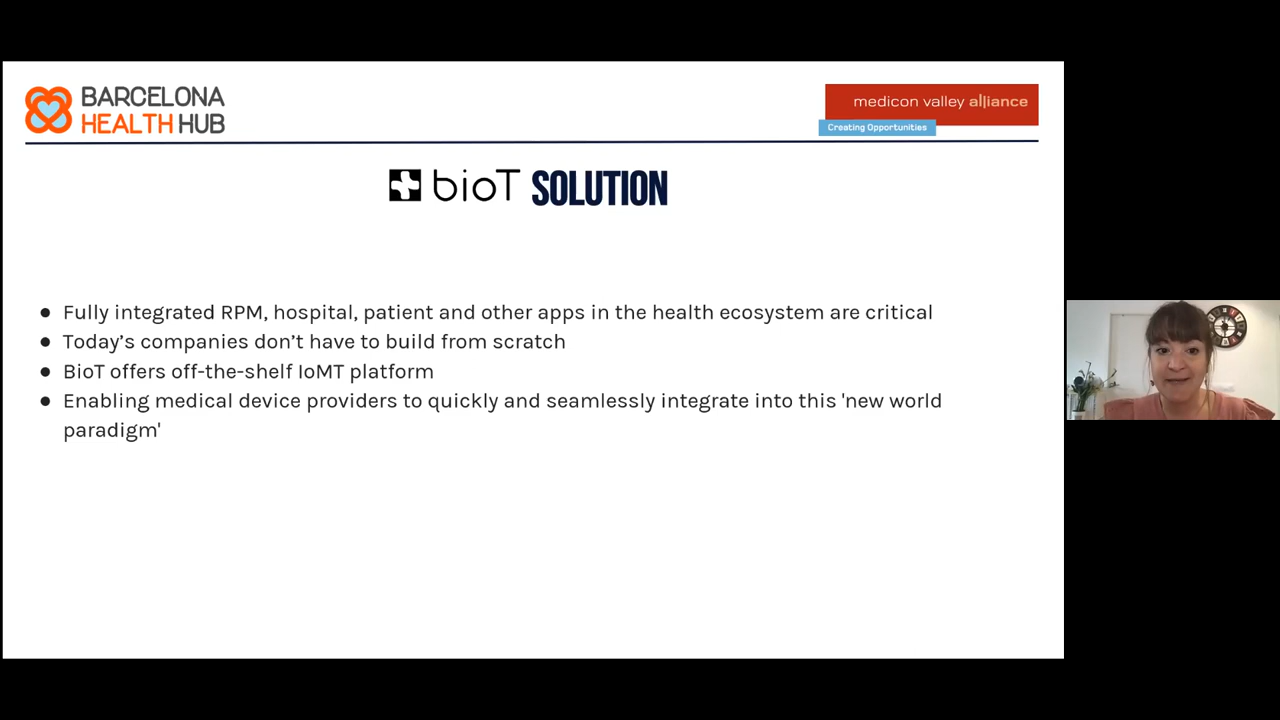 BARCELONA
HEALTH HUB
medicon valley alliance
Creating Opportunities
bioT SOLUTION
● Fully integrated RPM, hospital, patient and other apps in the health ecosystem are critical
● Today’s companies don’t have to build from scratch
● BioT offers off-the-shelf IoMT platform
● Enabling medical device providers to quickly and seamlessly integrate into this 'new world
paradigm'